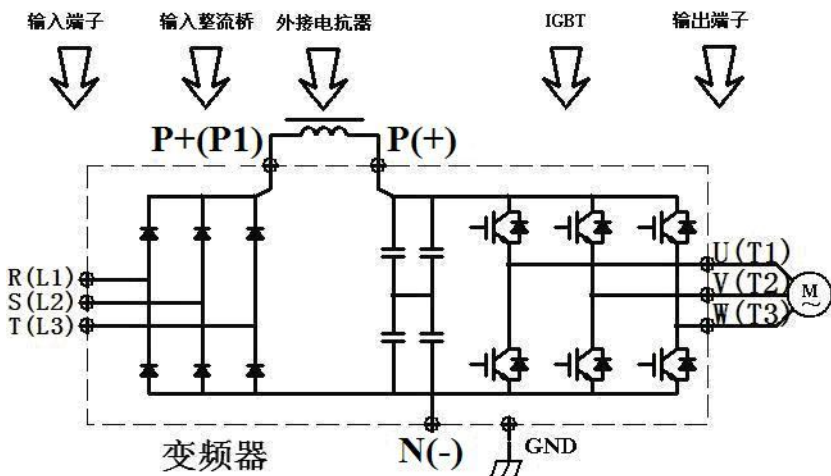 输入端子 输入整流桥 外接电抗器 IGBT 输出端子
P+(P1) P(+)
R(L1)
S(L2)
T(L3)
U(T1)
V(T2
W(T3)
M
~
N(-)
GND
变频器